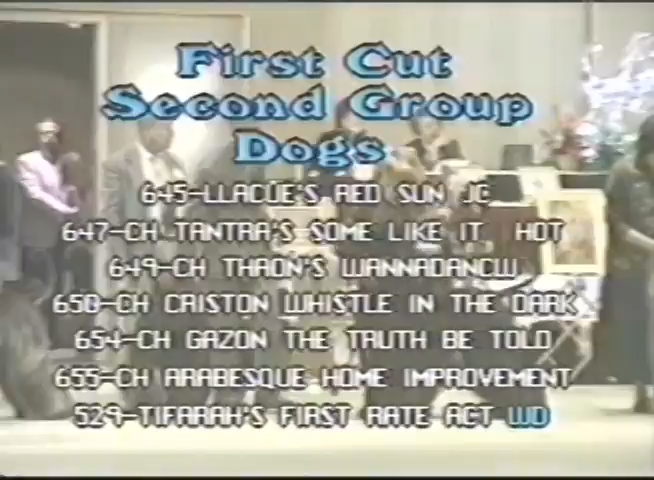 First Cut
Second Group
Dogs
645-LLACUE'S RED SUN JC
647-CH TANTRA'S SOME LIKE IT HOT
649-CH THAON'S WANNADANCW
650-CH CRISTON WHISTLE IN THE DARK
654-CH GAZON THE TRUTH BE TOLD
655-CH ARABESQUE HOME IMPROVEMENT
529-TIFARAH'S FIRST RATE ACT WD